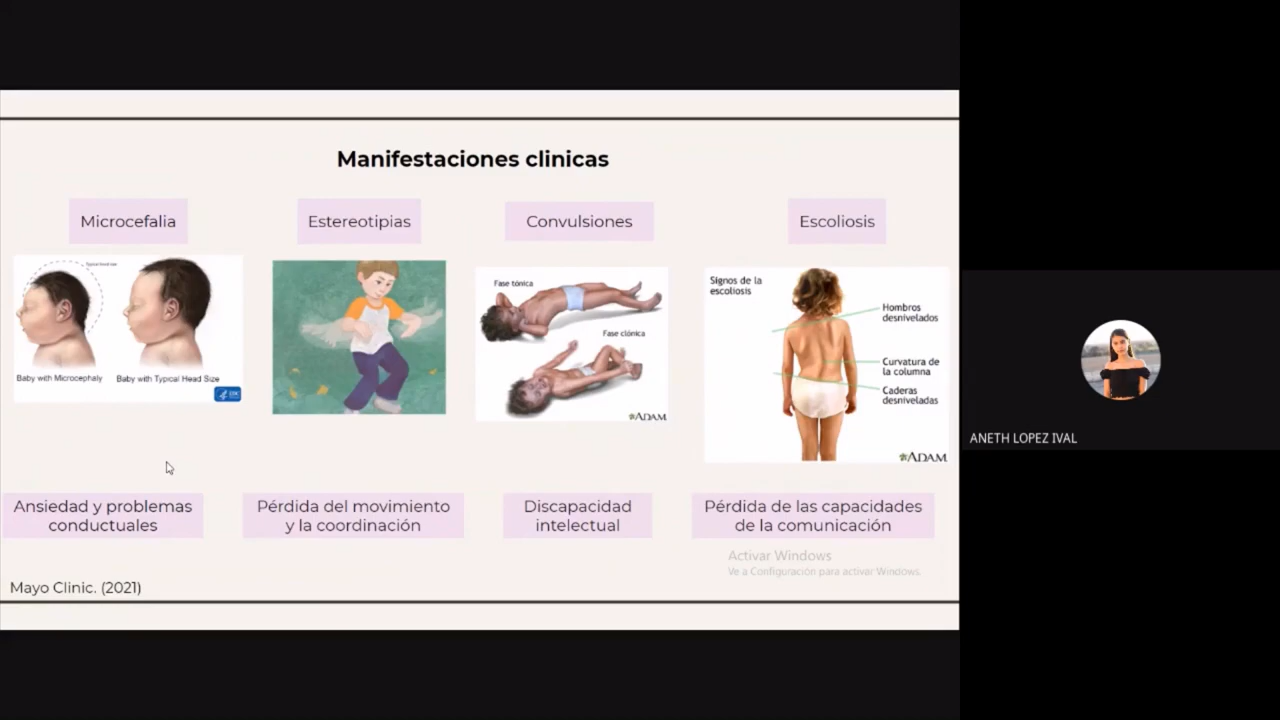 Manifestaciones clinicas
Microcefalia
Estereotipias
Convulsiones
Escoliosis
Typical head size
Baby with Microcephaly
Baby with Typical Head Size
Fase tónica
Fase clónica
ADAM
Signos de la
escoliosis
Hombros
desnivelados
Curvatura de
la columna
Caderas
desniveladas
ADAM
ANETH LOPEZ IVAL
Ansiedad y problemas
conductuales
Pérdida del movimiento
y la coordinación
Discapacidad
intelectual
Pérdida de las capacidades
de la comunicación
Activar Windows
Ve a Configuración para activar Windows.
Mayo Clinic. (2021)